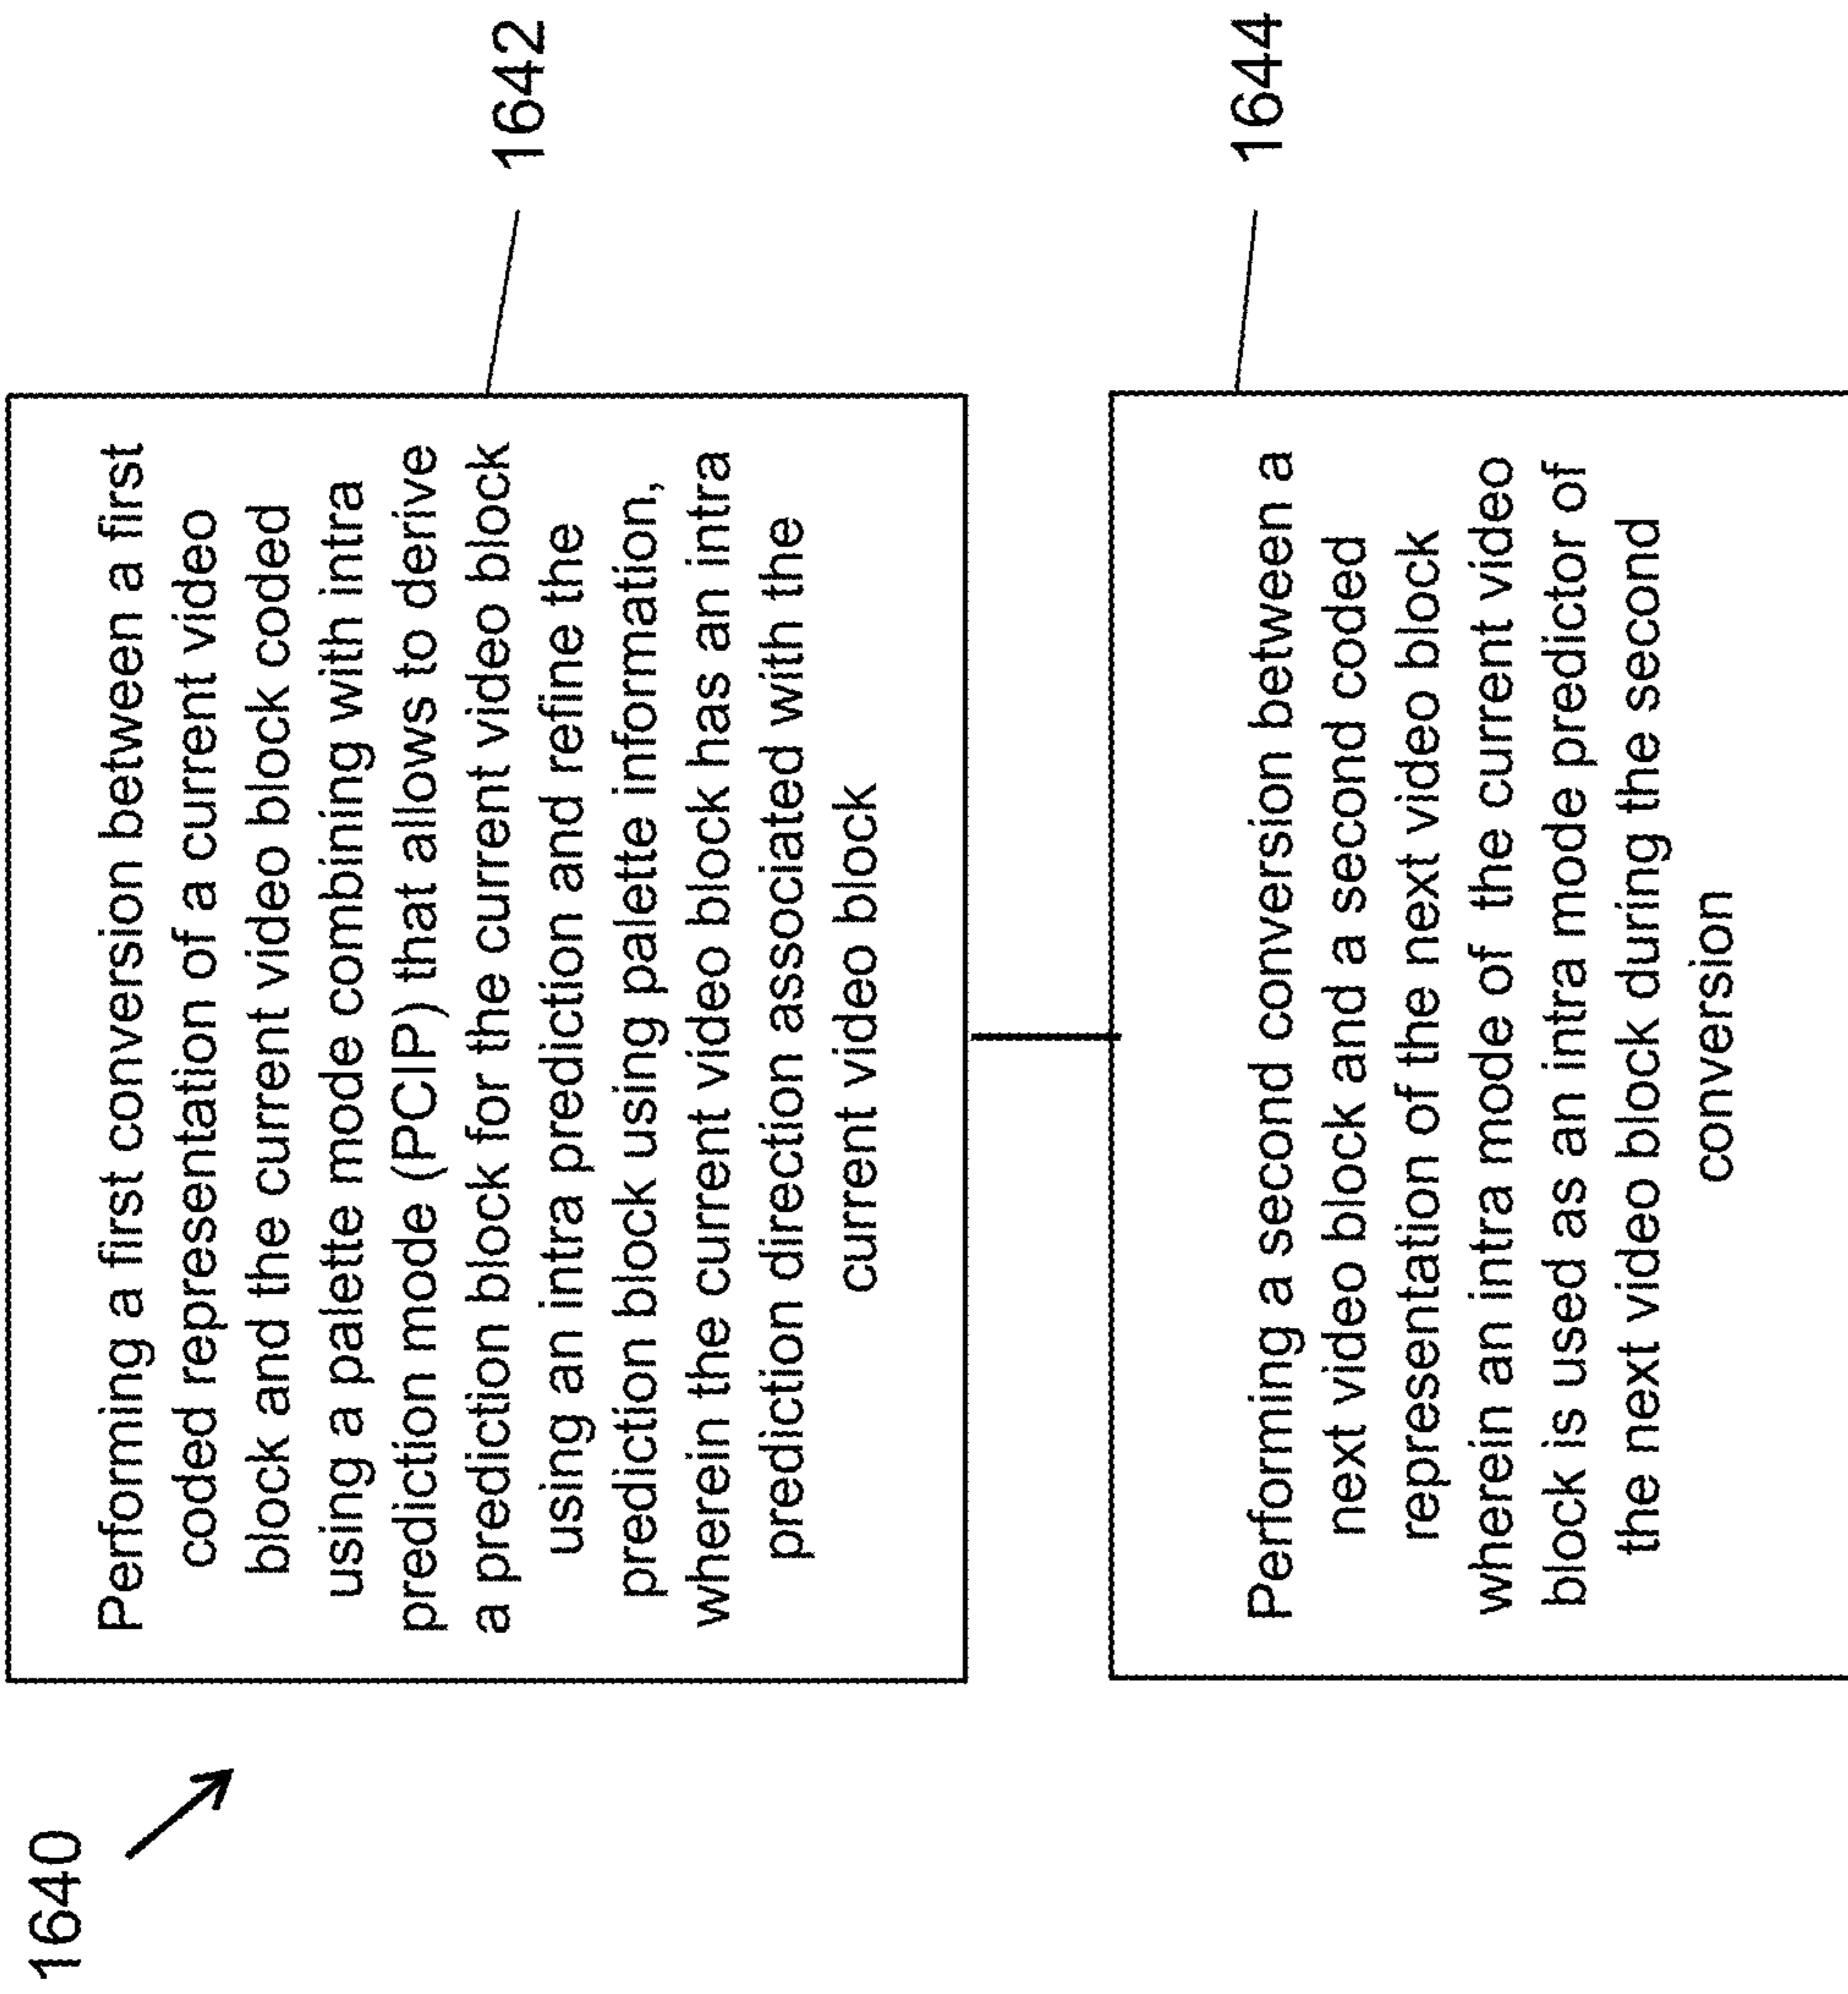 1640
Performing a first conversion between a first
coded representation of a current video
block and the current video block coded
using a palette mode combining with intra
prediction mode (PCIP) that allows to derive
a prediction block for the current video block
using an intra prediction and refine the
prediction block using palette information,
wherein the current video block has an intra
prediction direction associated with the
current video block
1642
Performing a second conversion between a
next video block and a second coded
representation of the next video block
wherein an intra mode of the current video
block is used as an intra mode predictor of
the next video block during the second
conversion
1644